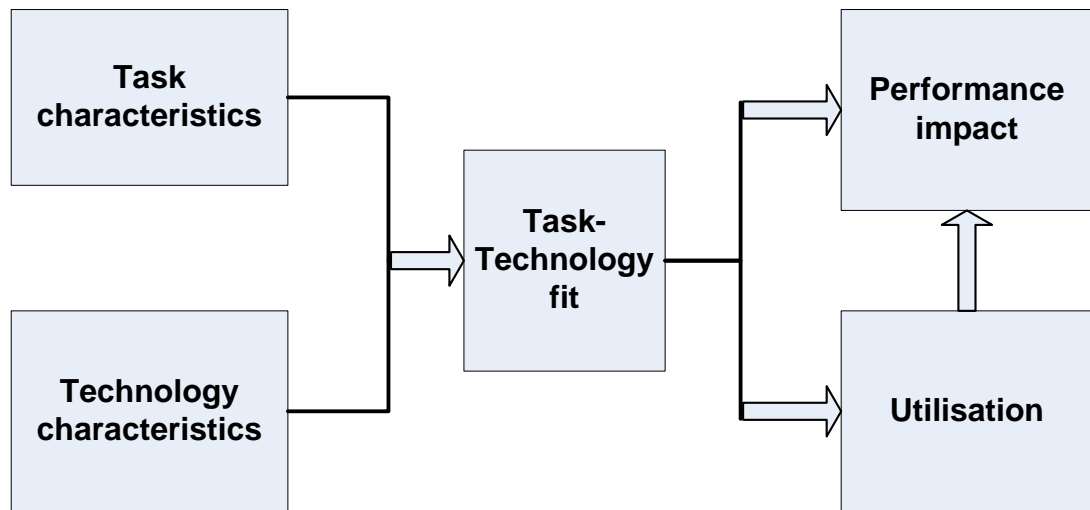 Task
characteristics
Technology
characteristics
Task-
Technology
fit
Performance
impact
Utilisation